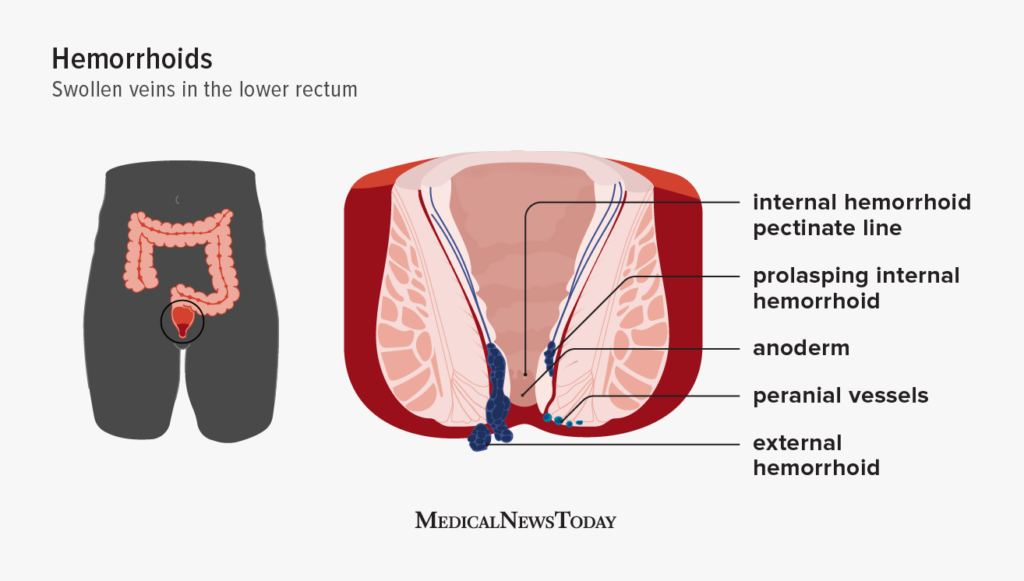 Hemorrhoids
Swollen veins in the lower rectum
internal hemorrhoid
pectinate line
prolasping internal
hemorrhoid
anoderm
peranial vessels
external
hemorrhoid
MEDICALNEWSTODAY